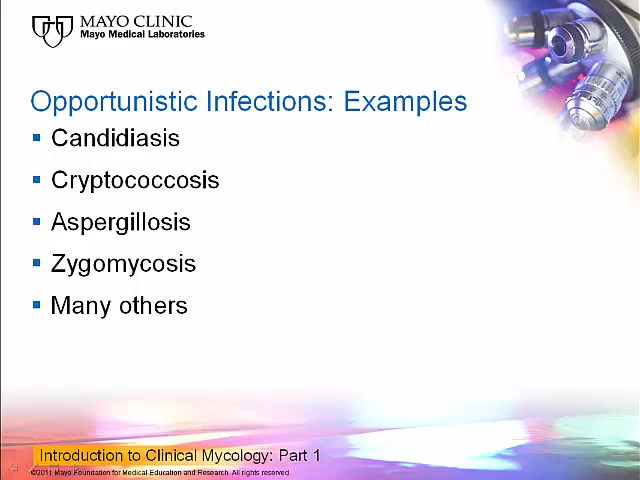 MAYO CLINIC
Mayo Medical Laboratories
Opportunistic Infections: Examples
▪ Candidiasis
▪ Cryptococcosis
▪ Aspergillosis
▪ Zygomycosis
▪ Many others
Introduction to Clinical Mycology: Part 1
©2011 Mayo Foundation for Medical Education and Research. All rights reserved.